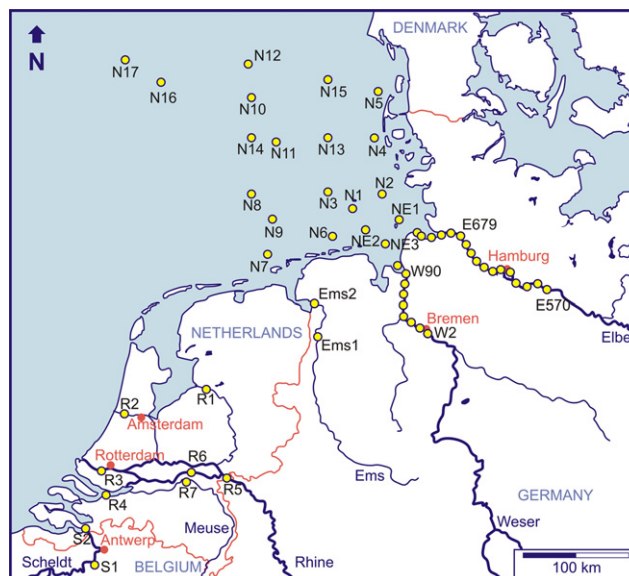 DENMARK
N
N12
N17
N16
N15
N5
N10
N14
N11
N13
N4
N8
N3
N1
N2
NE1
E679
N9
N6
NE2
NE3
Hamburg
N7
W90
E570
Ems2
Elbe
NETHERLANDS
Bremen
W2
Ems1
R1
R2
Amsterdam
Rotterdam
R6
R3
R7
R5
R4
Ems
GERMANY
Meuse
Weser
S2
Antwerp
Scheldt
S1
BELGIUM
Rhine
100 km